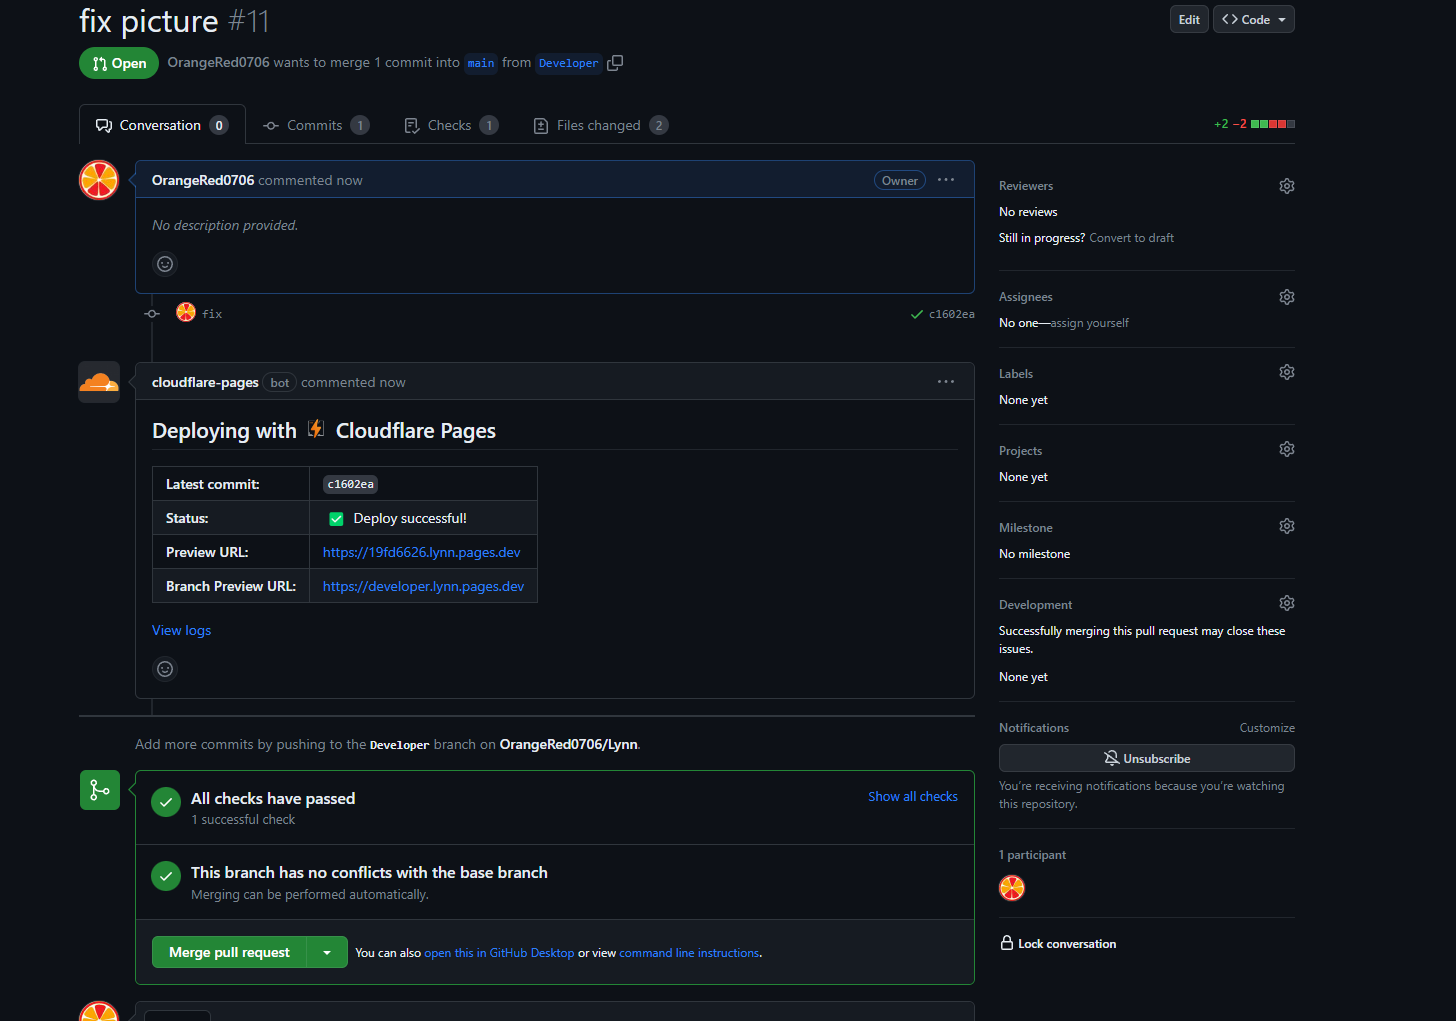 fix picture #11
Edit
<> Code
Open
OrangeRed0706 wants to merge 1 commit into main from Developer
Conversation 0
Commits 1
Checks 1
Files changed 2
+2 −2
OrangeRed0706 commented now
Owner
No description provided.
fix
c1602ea
cloudflare-pages bot commented now
Deploying with Cloudflare Pages
Latest commit: c1602ea
Status: ✅ Deploy successful!
Preview URL: https://19fd6626.lynn.pages.dev
Branch Preview URL: https://developer.lynn.pages.dev
View logs
Add more commits by pushing to the Developer branch on OrangeRed0706/Lynn.
All checks have passed
1 successful check
Show all checks
This branch has no conflicts with the base branch
Merging can be performed automatically.
Merge pull request
You can also open this in GitHub Desktop or view command line instructions.
Reviewers
No reviews
Still in progress? Convert to draft
Assignees
No one—assign yourself
Labels
None yet
Projects
None yet
Milestone
No milestone
Development
Successfully merging this pull request may close these
issues.
None yet
Notifications
Customize
Unsubscribe
You're receiving notifications because you're watching
this repository.
1 participant
Lock conversation